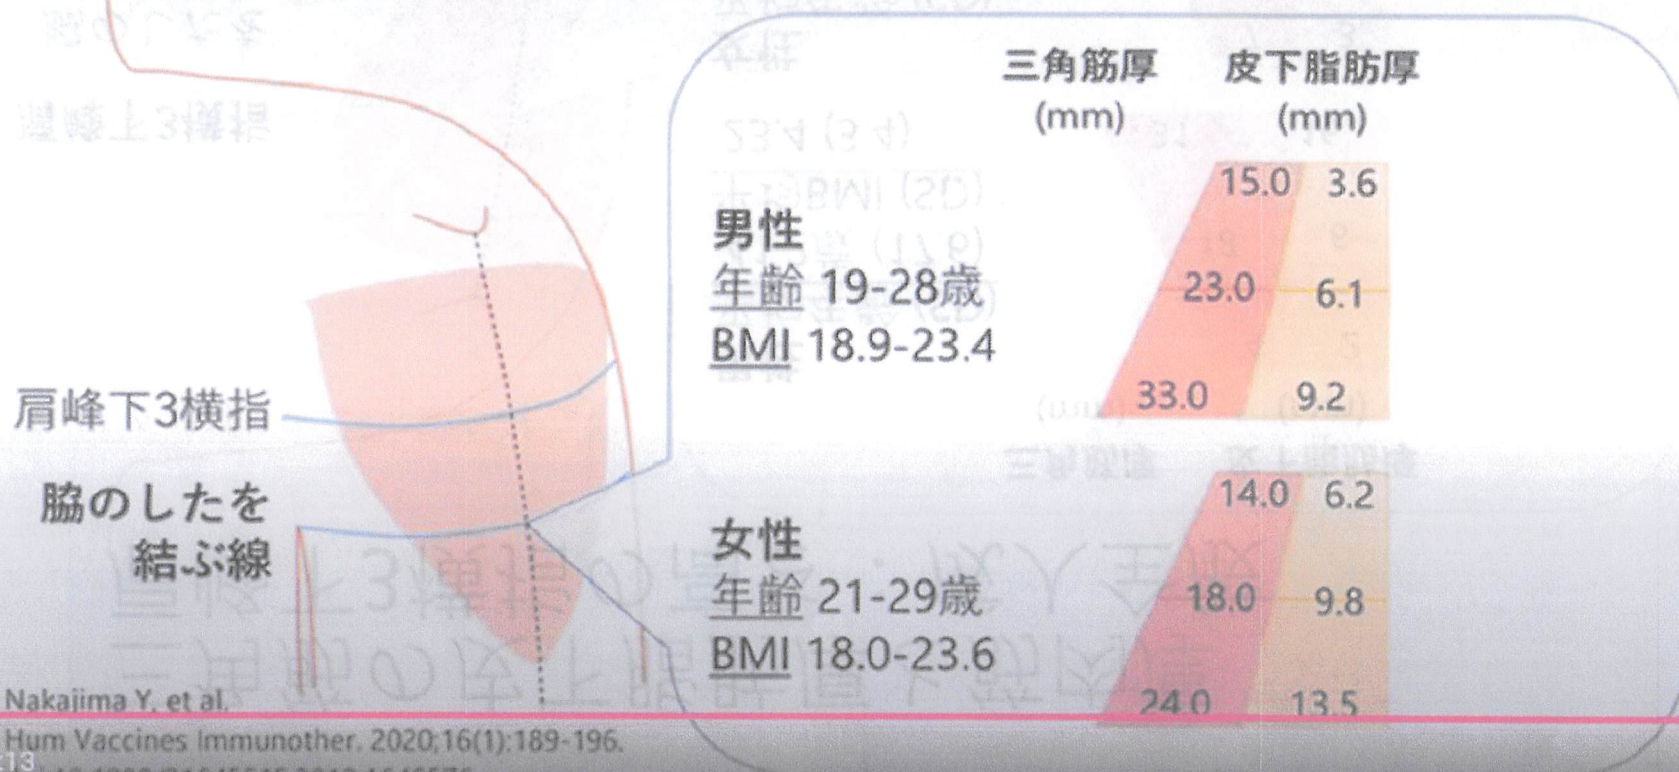 三角筋厚 皮下脂肪厚
(mm) (mm)
男性
年齢 19-28歳
BMI 18.9-23.4
15.0 3.6
23.0 6.1
33.0 9.2
肩峰下3横指
脇のしたを
結ぶ線
女性
年齢 21-29歳
BMI 18.0-23.6
14.0 6.2
18.0 9.8
24.0 13.5
Nakajima Y, et al.
Hum Vaccines Immunother. 2020;16(1):189-196.
:13